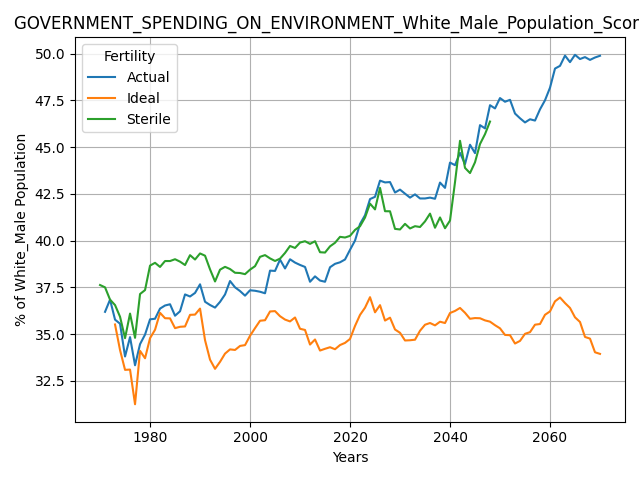 GOVERNMENT_SPENDING_ON_ENVIRONMENT_White_Male_Population_Scor
Fertility
Actual
Ideal
Sterile
% of White_Male Population
50.0
47.5
45.0
42.5
40.0
37.5
35.0
32.5
1980
2000
2020
2040
2060
Years